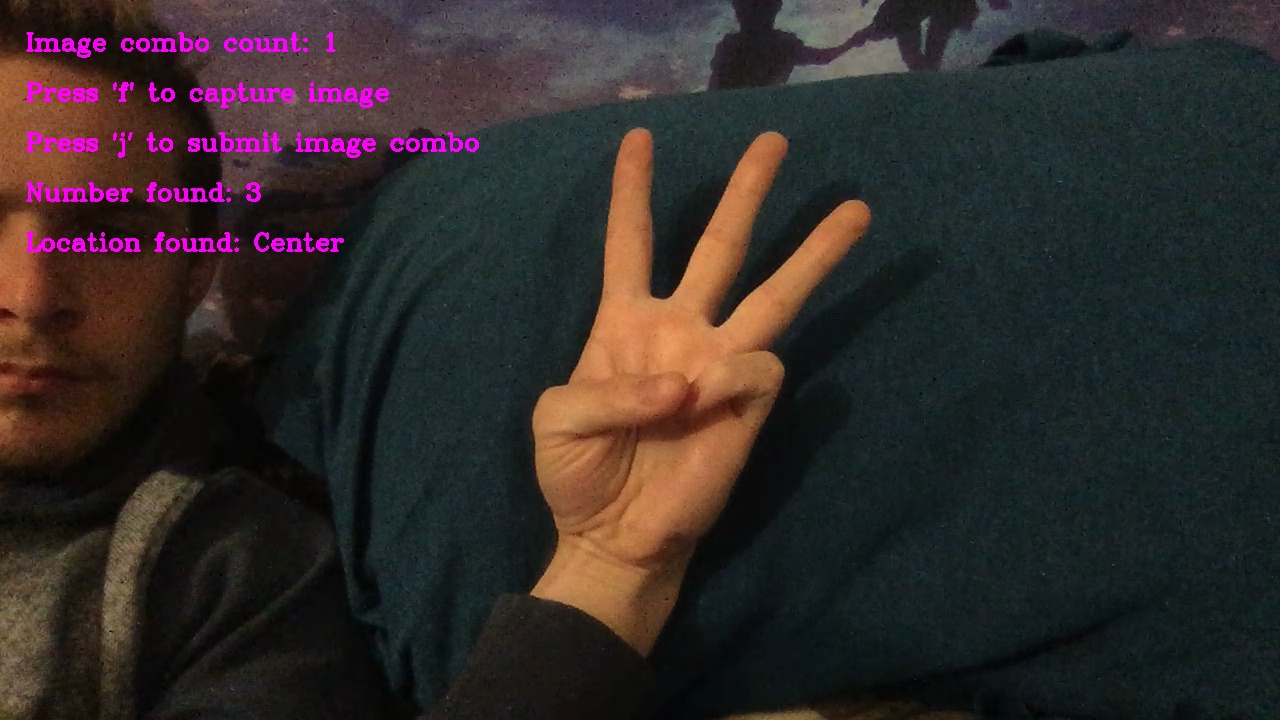 Image combo count: 1
Press 'f' to capture image
Press 'j' to submit image combo
Number found: 3
Location found: Center